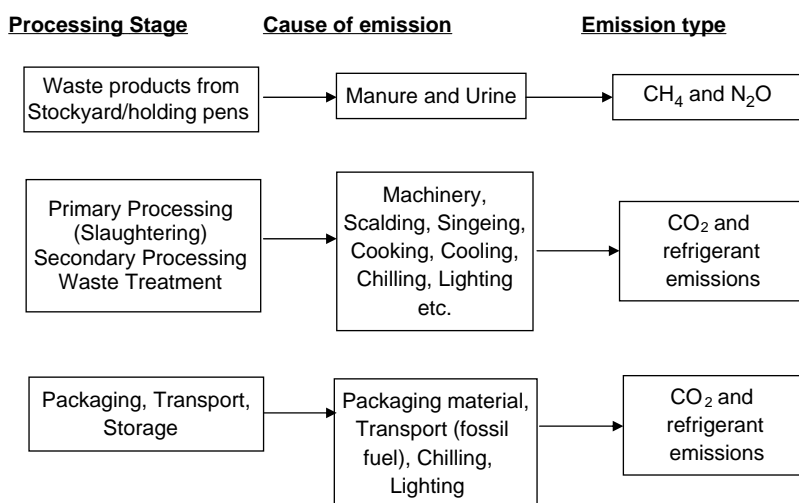 Processing Stage
Cause of emission
Emission type
Waste products from
Stockyard/holding pens
Manure and Urine
CH₄ and N₂O
Primary Processing
(Slaughtering)
Secondary Processing
Waste Treatment
Machinery,
Scalding, Singeing,
Cooking, Cooling,
Chilling, Lighting
etc.
CO₂ and
refrigerant
emissions
Packaging, Transport,
Storage
Packaging material,
Transport (fossil
fuel), Chilling,
Lighting
CO₂ and
refrigerant
emissions